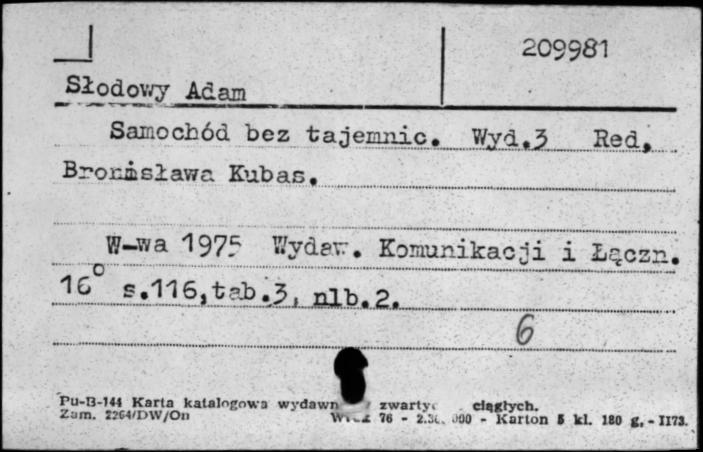 209981
Słodowy Adam
Samochód bez tajemnic. Wyd.3 Red.
Bronisława Kubas.
W-wa 1975 Wydaw. Komunikacji i Łączn.
16° s.116,tab.3, nlb.2.
6
Pu-B-144 Karta katalogowa wydawn zwarty ciągłych.
Zam. 2264/DW/On 76 - Karton 5 kl. 180 g. - II73.